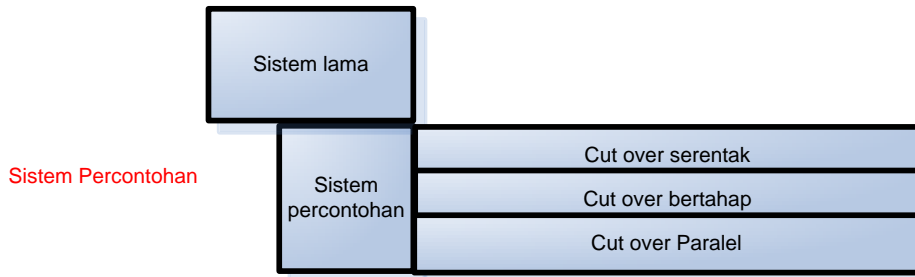 Sistem lama
Sistem Percontohan
Sistem
percontohan
Cut over serentak
Cut over bertahap
Cut over Paralel